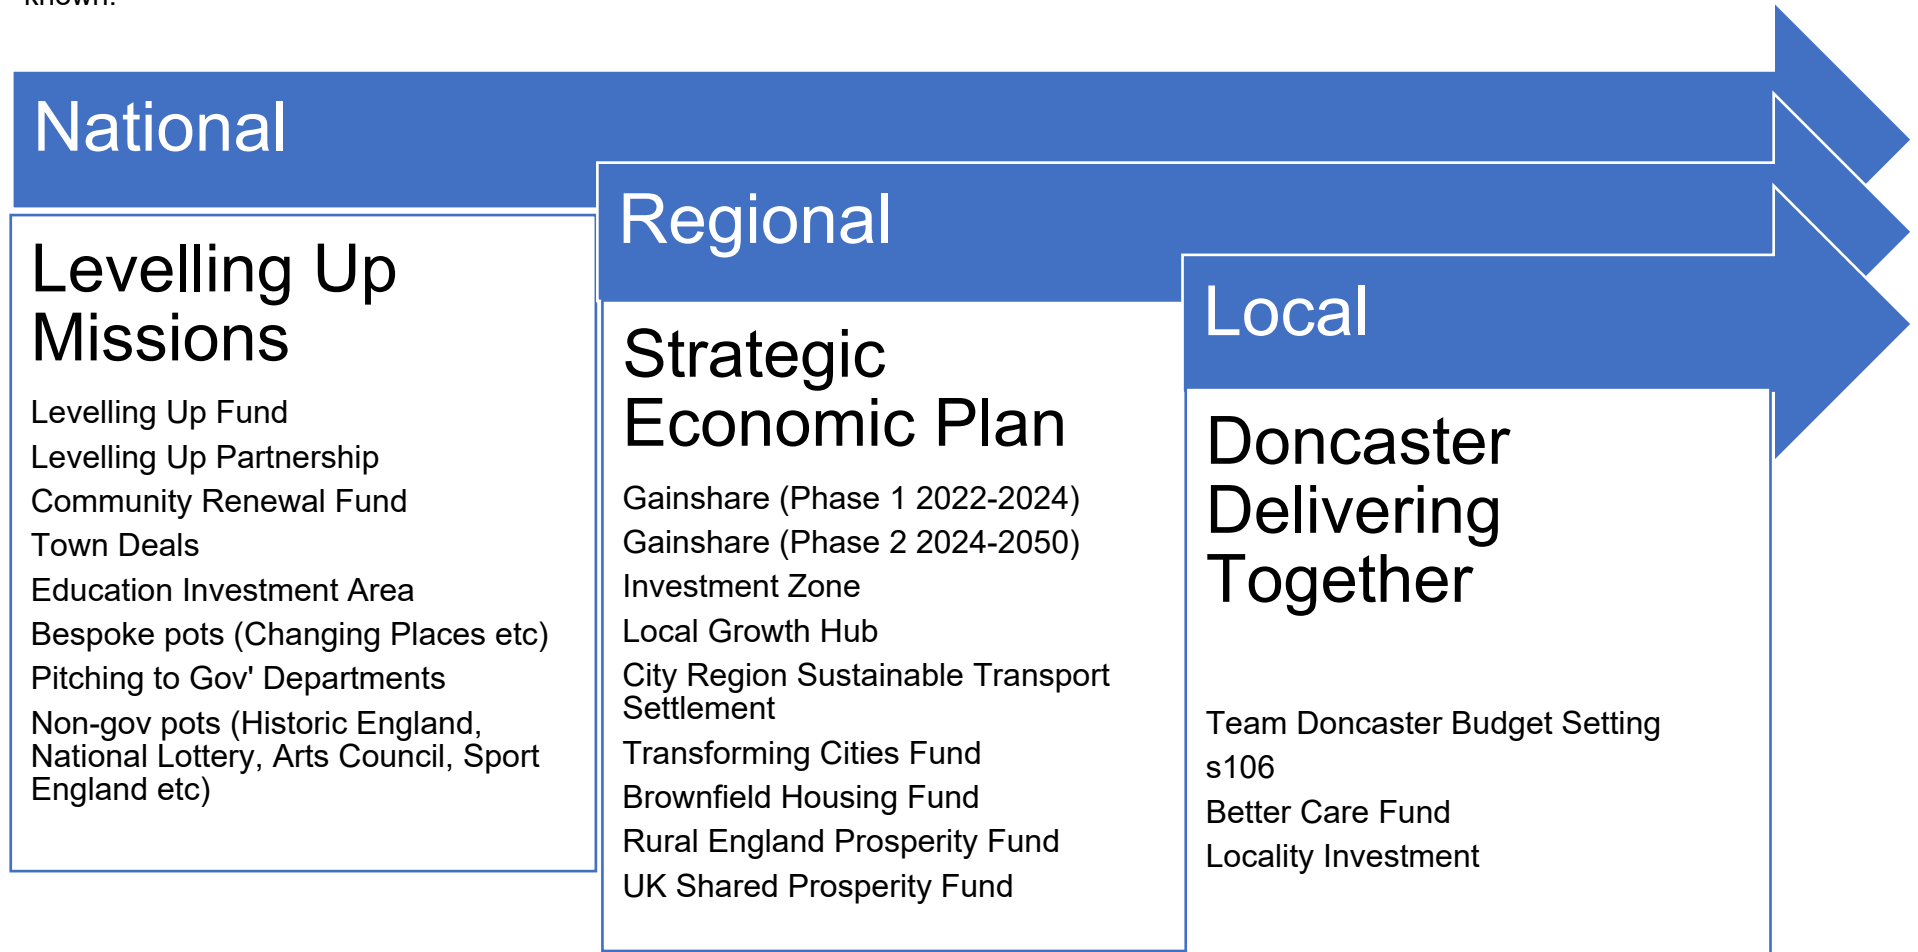 known.
National
Levelling Up
Missions
Levelling Up Fund
Levelling Up Partnership
Community Renewal Fund
Town Deals
Education Investment Area
Bespoke pots (Changing Places etc)
Pitching to Gov' Departments
Non-gov pots (Historic England,
National Lottery, Arts Council, Sport
England etc)
Regional
Strategic
Economic Plan
Gainshare (Phase 1 2022-2024)
Gainshare (Phase 2 2024-2050)
Investment Zone
Local Growth Hub
City Region Sustainable Transport
Settlement
Transforming Cities Fund
Brownfield Housing Fund
Rural England Prosperity Fund
UK Shared Prosperity Fund
Local
Doncaster
Delivering
Together
Team Doncaster Budget Setting
s106
Better Care Fund
Locality Investment